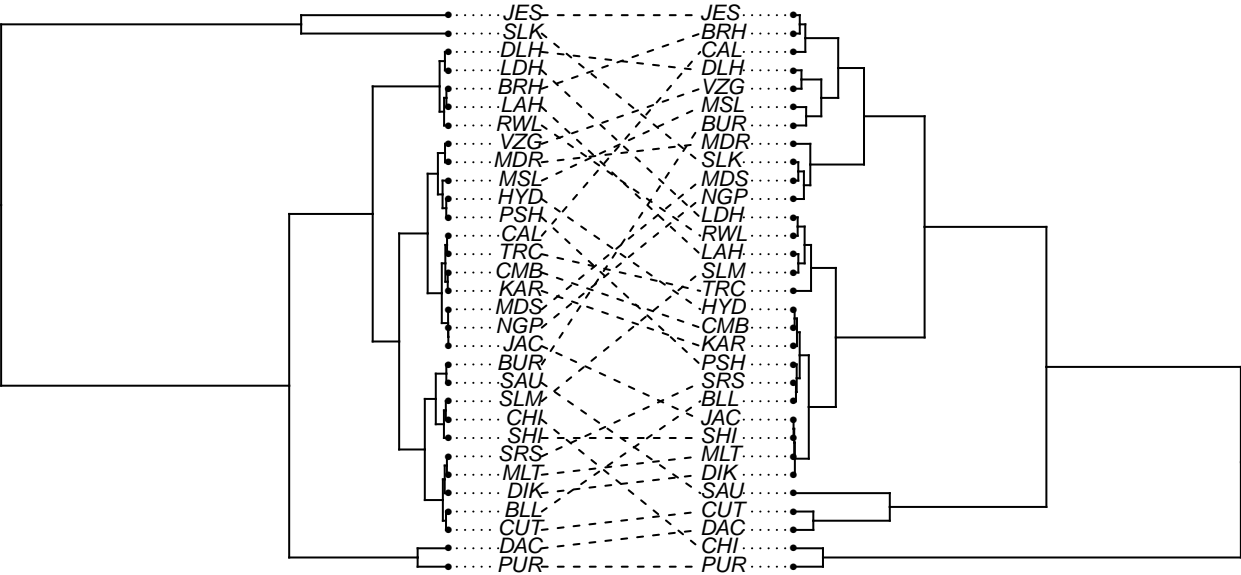 JES JES
SLK BRH
DLH CAL
LDH DLH
BRH VZG
LAH MSL
RWL BUR
VZG MDR
MDR SLK
MSL MDS
HYD NGP
PSH LDH
CAL RWL
TRC LAH
CMB SLM
KAR TRC
MDS HYD
NGP CMB
JAC KAR
BUR PSH
SAU SRS
SLM BLL
CHI JAC
SHI SHI
SRS MLT
MLT DIK
DIK SAU
BLL CUT
CUT DAC
DAC CHI
PUR PUR